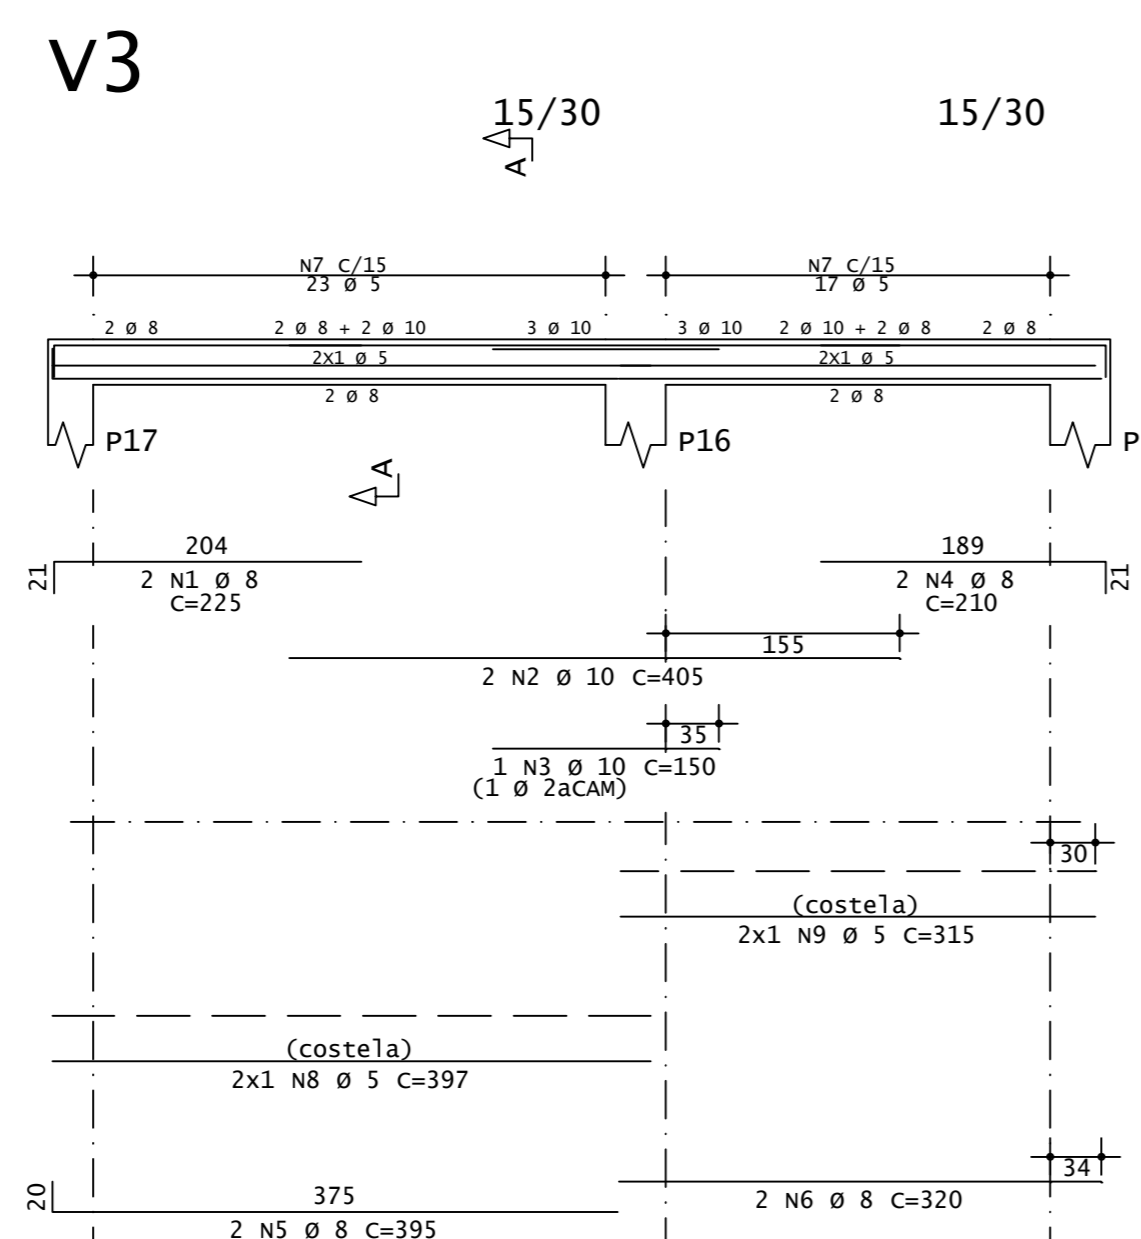 V3
15/30 15/30
A
N7 C/15 N7 C/15
23 Ø 5 17 Ø 5
2 Ø 8 2 Ø 8 + 2 Ø 10 3 Ø 10 3 Ø 10 2 Ø 10 + 2 Ø 8 2 Ø 8
2x1 Ø 5 2x1 Ø 5
2 Ø 8 2 Ø 8
P17 P16 P
A
204 189
21 2 N1 Ø 8 2 N4 Ø 8 21
C=225 C=210
155
2 N2 Ø 10 C=405
35
1 N3 Ø 10 C=150
(1 Ø 2aCAM)
30
(costela)
2x1 N9 Ø 5 C=315
(costela)
2x1 N8 Ø 5 C=397
34
20 375 2 N6 Ø 8 C=320
2 N5 Ø 8 C=395